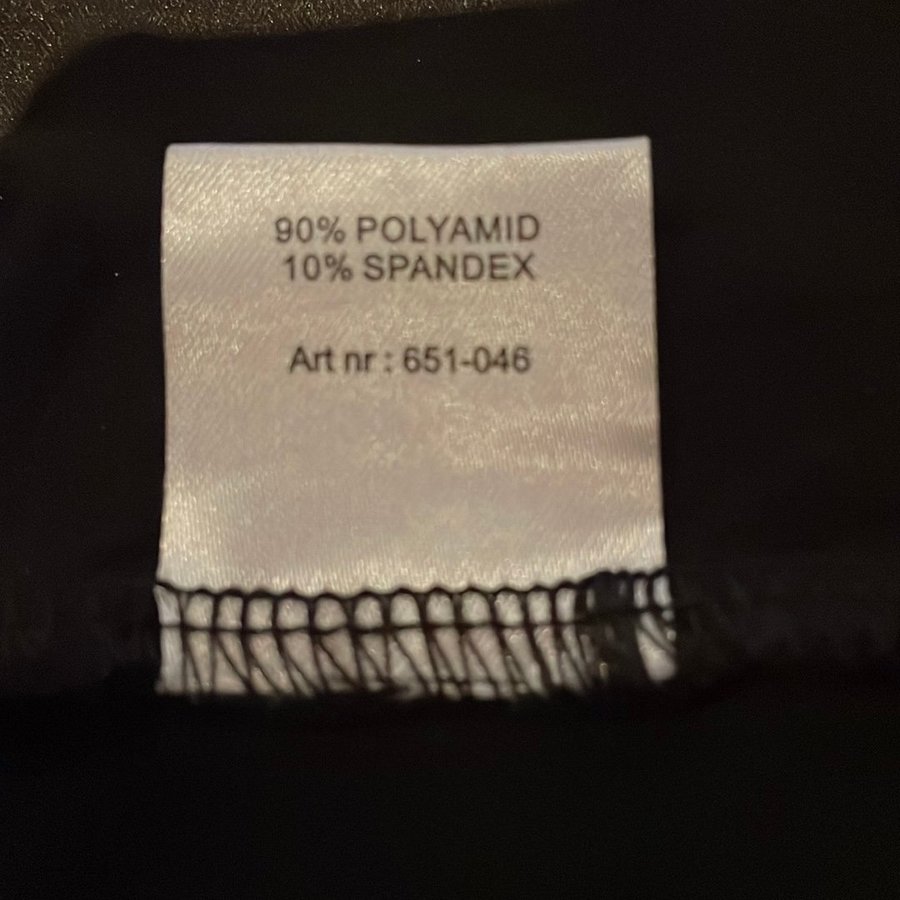 90% POLYAMID
10% SPANDEX
Art nr : 651-046